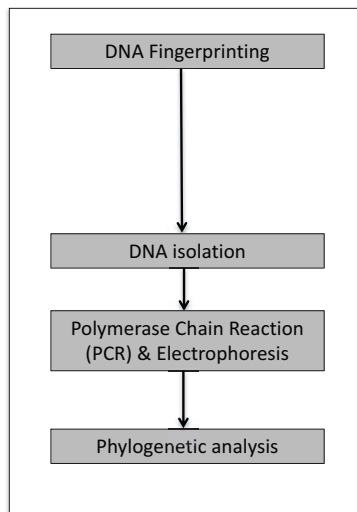 DNA Fingerprinting
DNA isolation
Polymerase Chain Reaction
(PCR) & Electrophoresis
Phylogenetic analysis